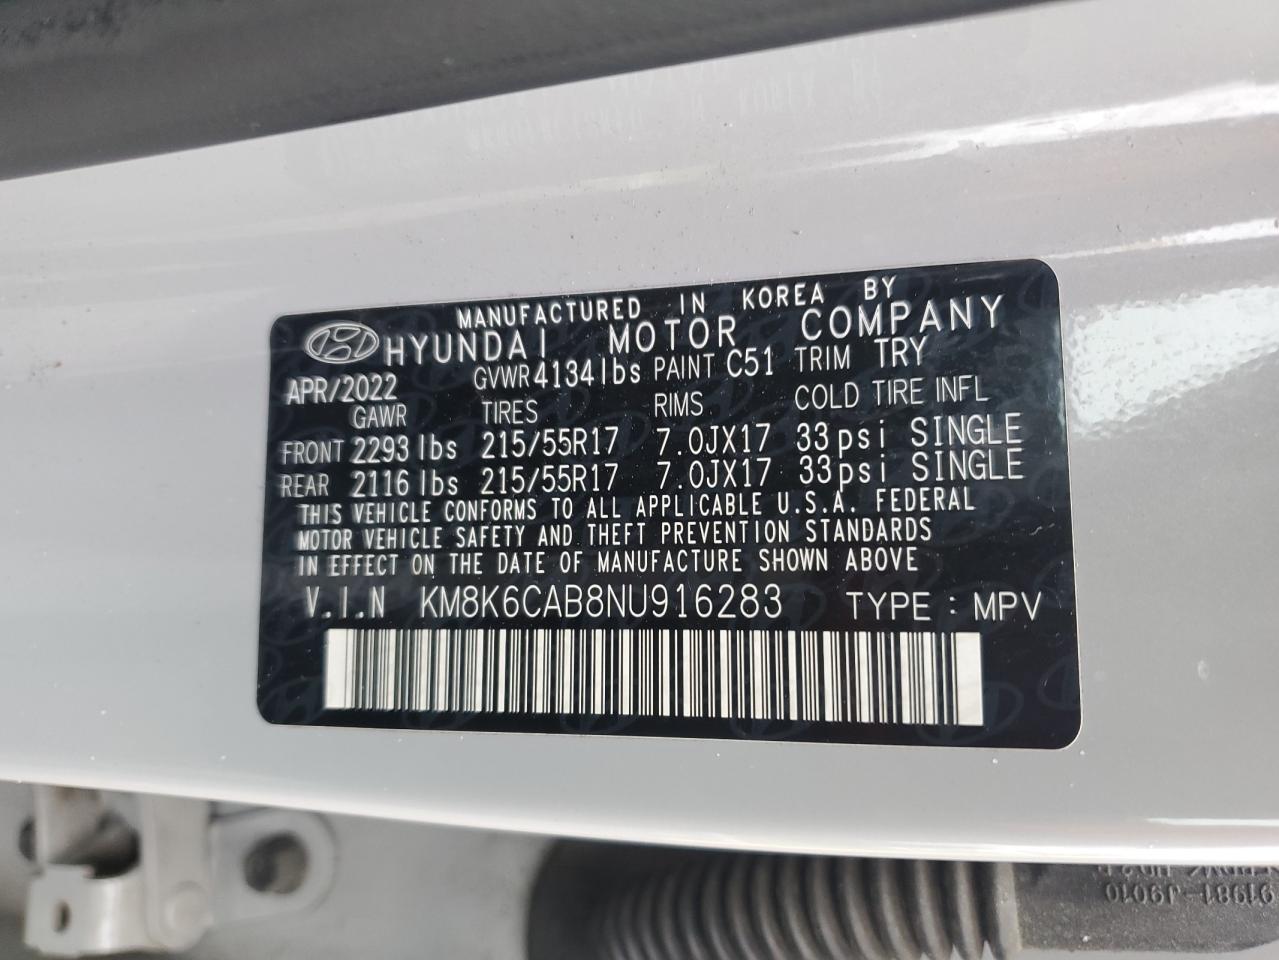 MANUFACTURED IN KOREA BY
HYUNDAI MOTOR COMPANY
APR/2022 GVWR 4134lbs PAINT C51 TRIM TRY
GAWR TIRES RIMS COLD TIRE INFL
FRONT 2293 lbs 215/55R17 7.0JX17 33psi SINGLE
REAR 2116 lbs 215/55R17 7.0JX17 33psi SINGLE
THIS VEHICLE CONFORMS TO ALL APPLICABLE U.S.A. FEDERAL
MOTOR VEHICLE SAFETY AND THEFT PREVENTION STANDARDS
IN EFFECT ON THE DATE OF MANUFACTURE SHOWN ABOVE
V.I.N KM8K6CAB8NU916283 TYPE : MPV
91981-J9010